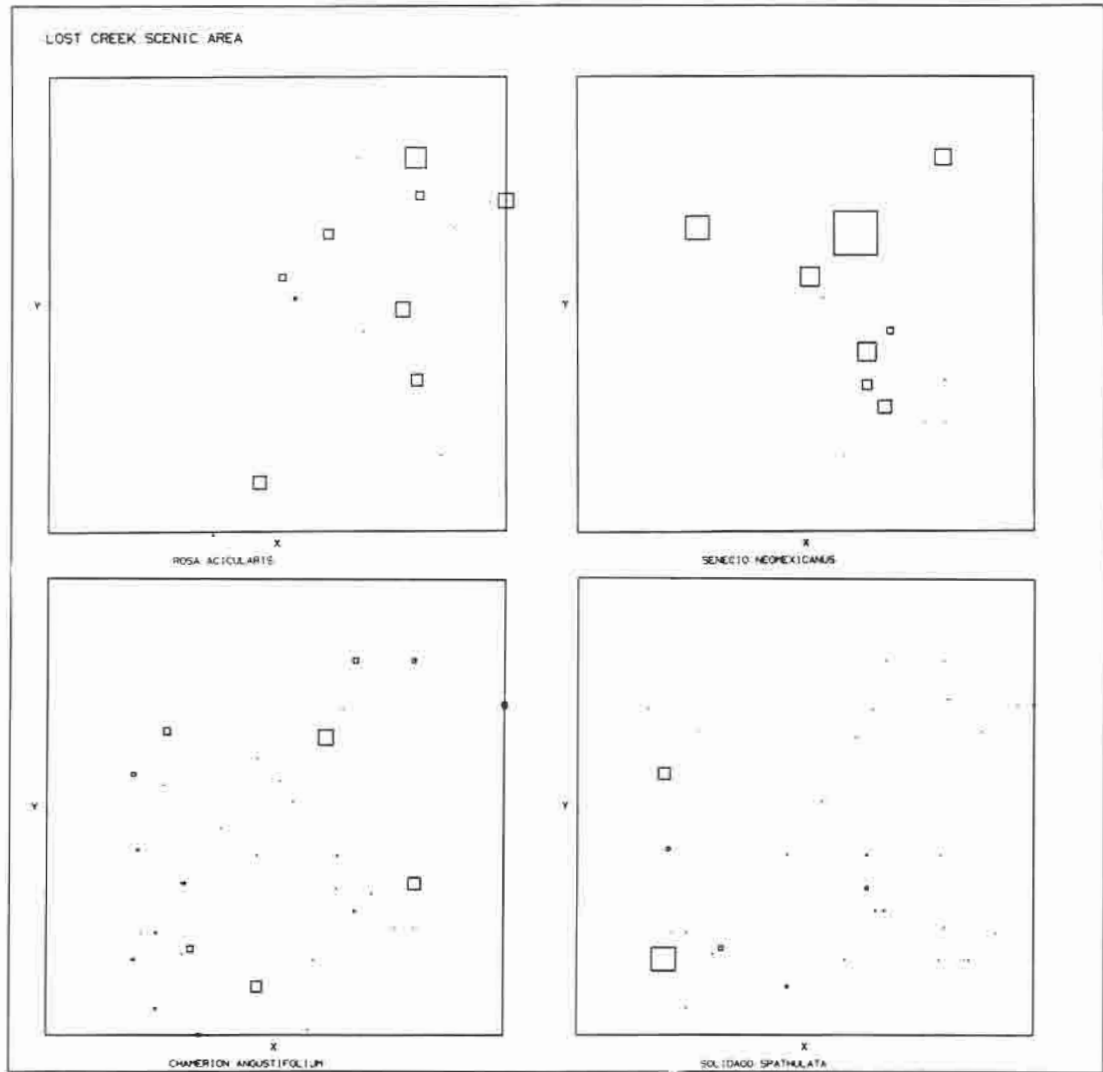 LOST CREEK SCENIC AREA
Y
X
ROSA ACICULARIS
Y
X
SENECIO NEOMEXICANUS
Y
X
CHAMERION ANGUSTIFOLIUM
Y
X
SOLIDAGO SPATHULATA